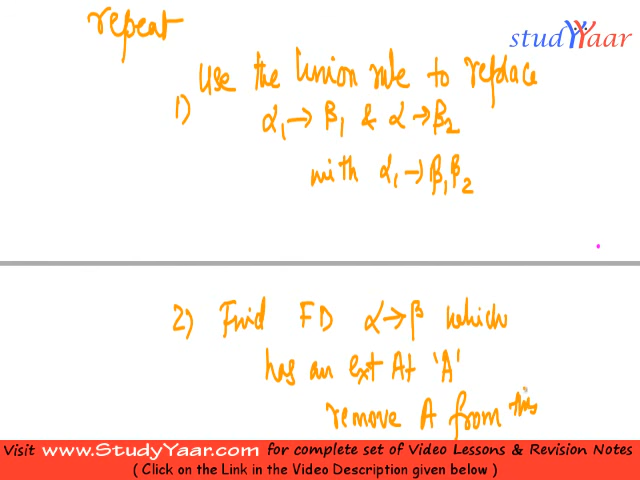 repeat
studYYaar
Use the Union rule to replace
1) α₁→β₁ & α→β₂
with α₁→β₁β₂
2) Find FD α→β which
has an ext At 'A'
remove A from this
Visit www.StudyYaar.com for complete set of Video Lessons & Revision Notes
( Click on the Link in the Video Description given below )